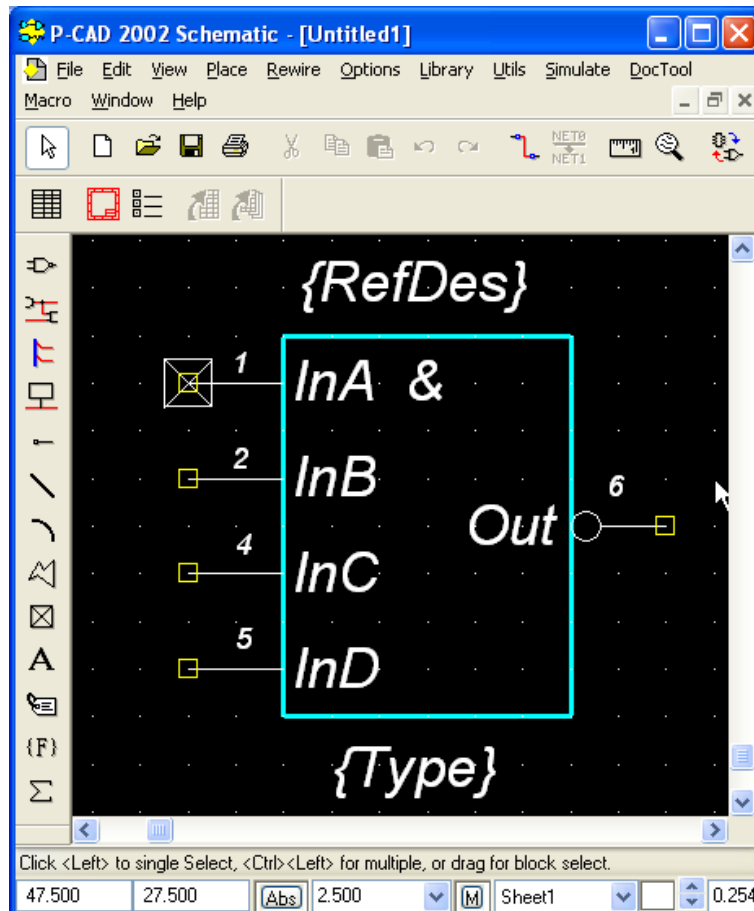 P-CAD 2002 Schematic - [Untitled1]
File Edit View Place Rewire Options Library Utils Simulate DocTool
Macro Window Help
NET0
NET1
{RefDes}
1 InA &
2 InB
6
Out
4 InC
5 InD
{Type}
A
{F}
Σ
Click <Left> to single Select, <Ctrl><Left> for multiple, or drag for block select.
47.500 27.500 Abs 2.500 M Sheet1 0.254